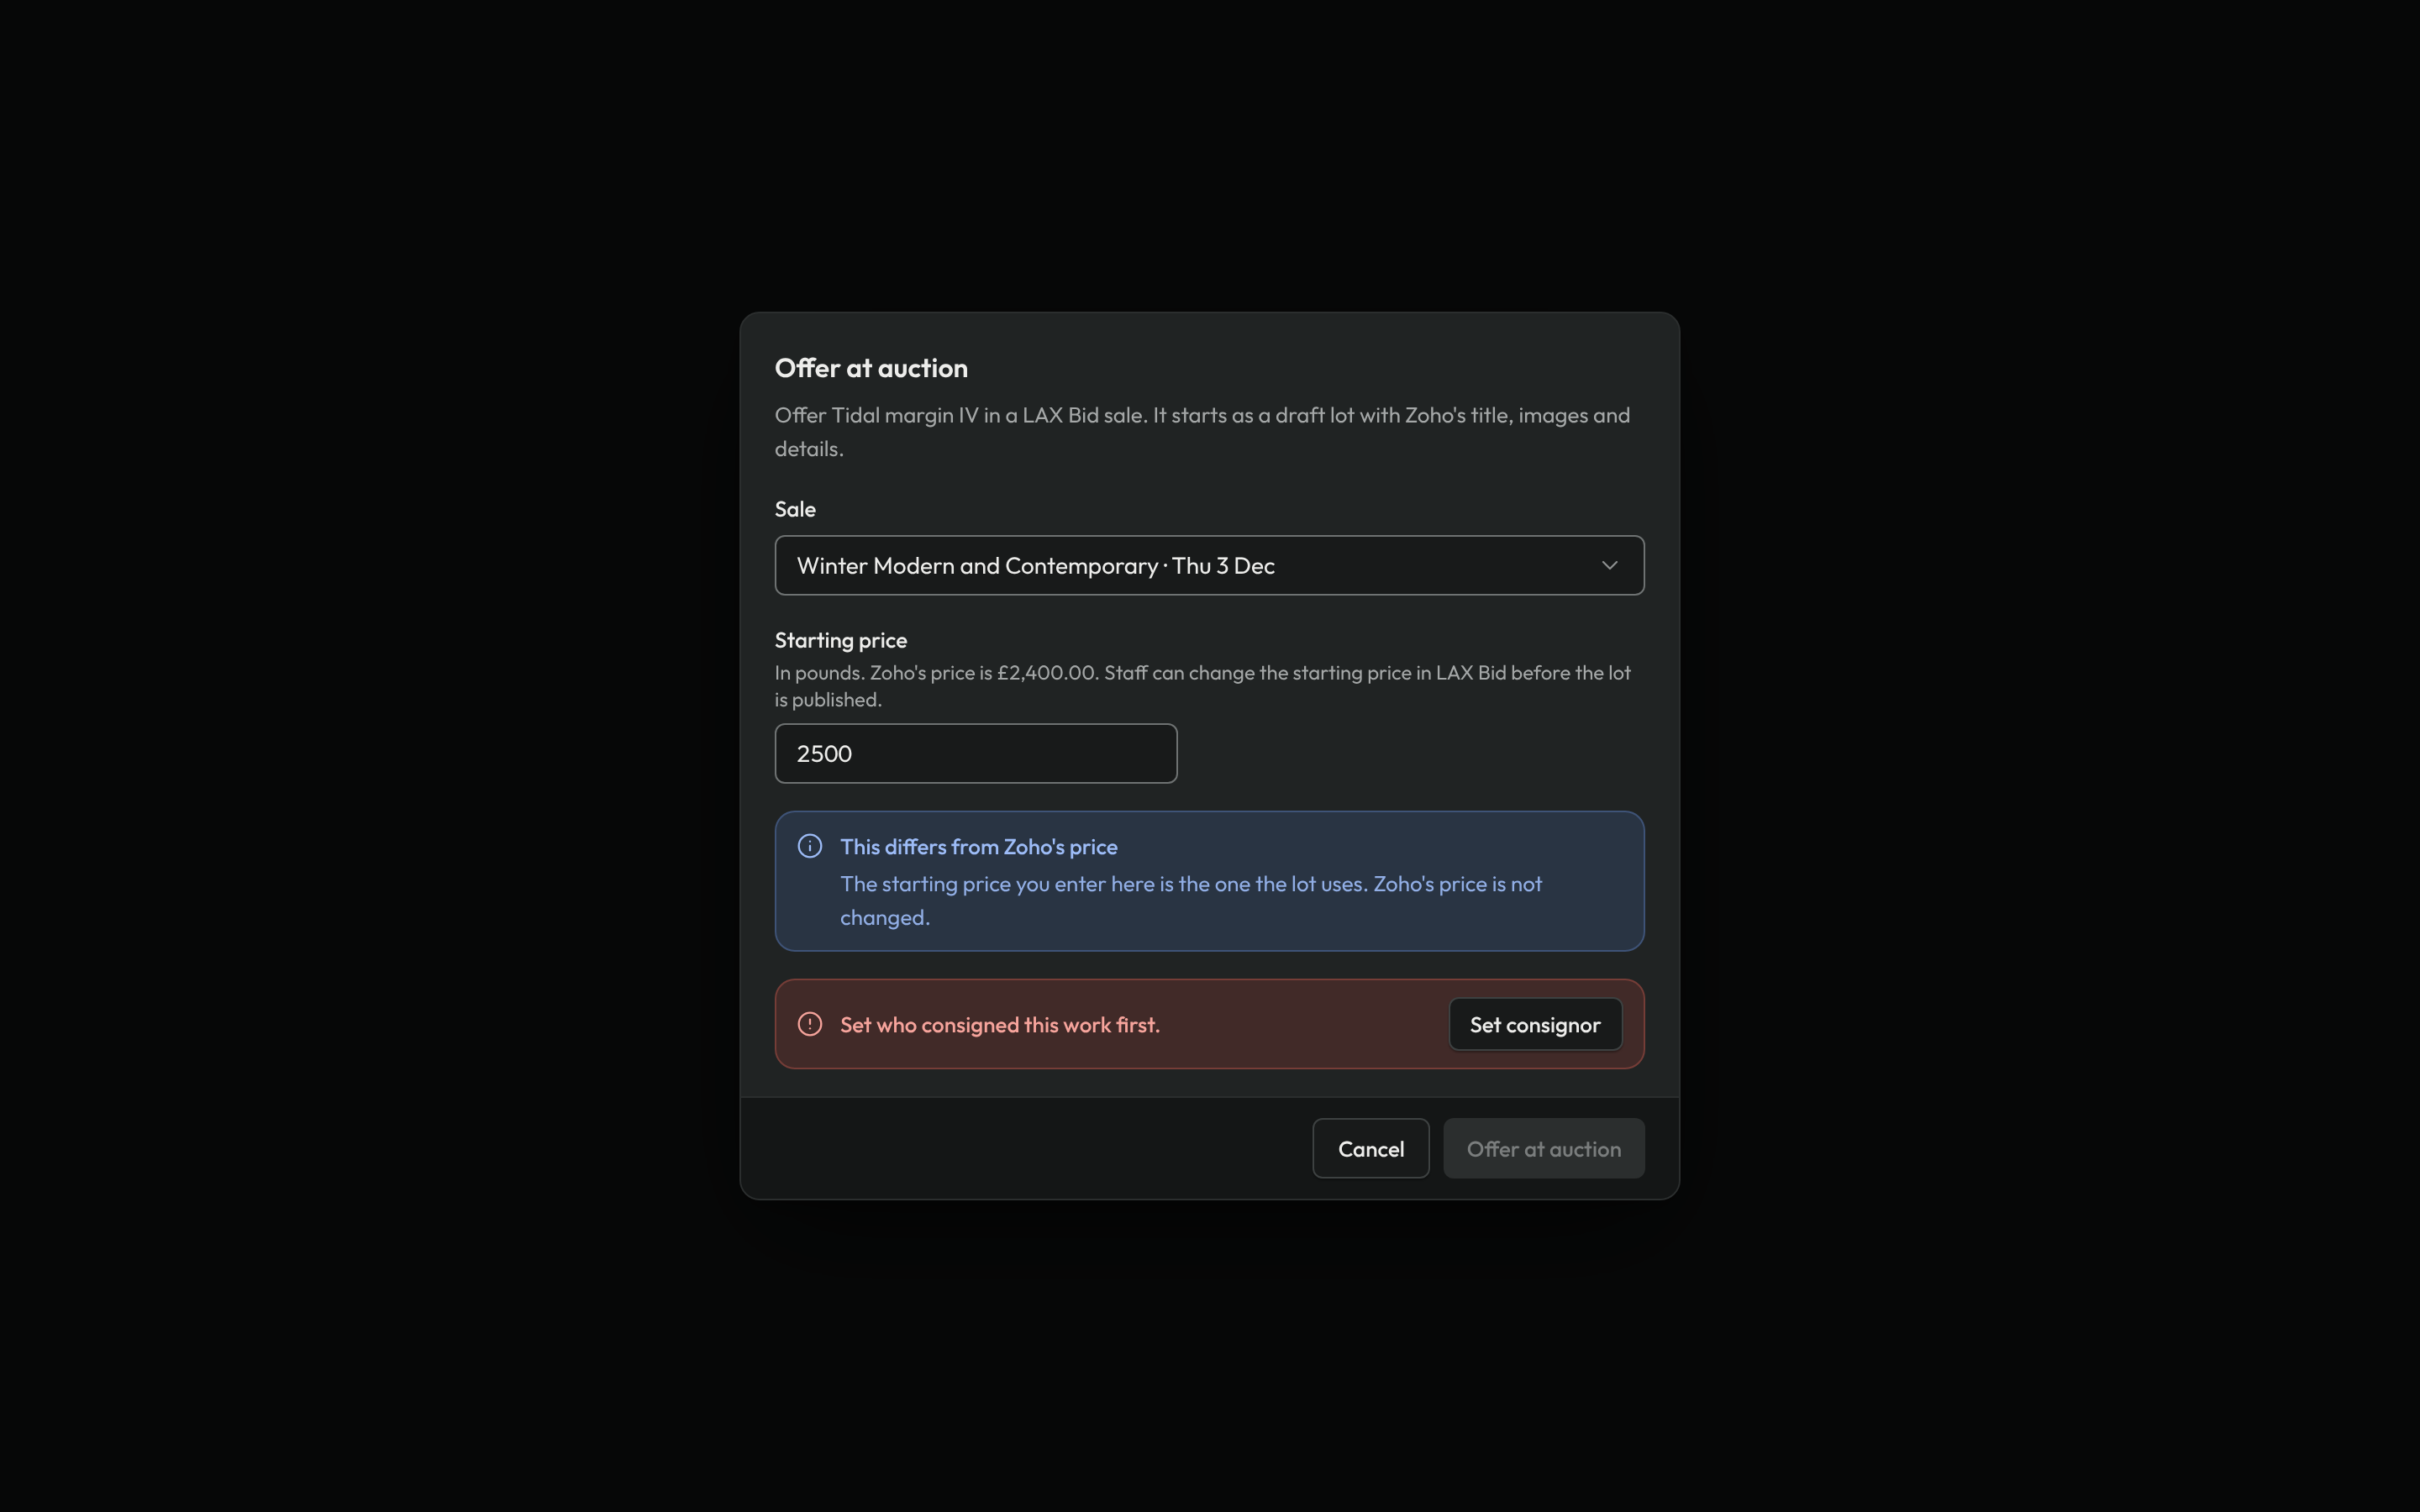 Offer at auction
Offer Tidal margin IV in a LAX Bid sale. It starts as a draft lot with Zoho's title, images and
details.
Sale
Winter Modern and Contemporary · Thu 3 Dec
Starting price
In pounds. Zoho's price is £2,400.00. Staff can change the starting price in LAX Bid before the lot
is published.
2500
This differs from Zoho's price
The starting price you enter here is the one the lot uses. Zoho's price is not
changed.
Set who consigned this work first.
Set consignor
Cancel
Offer at auction